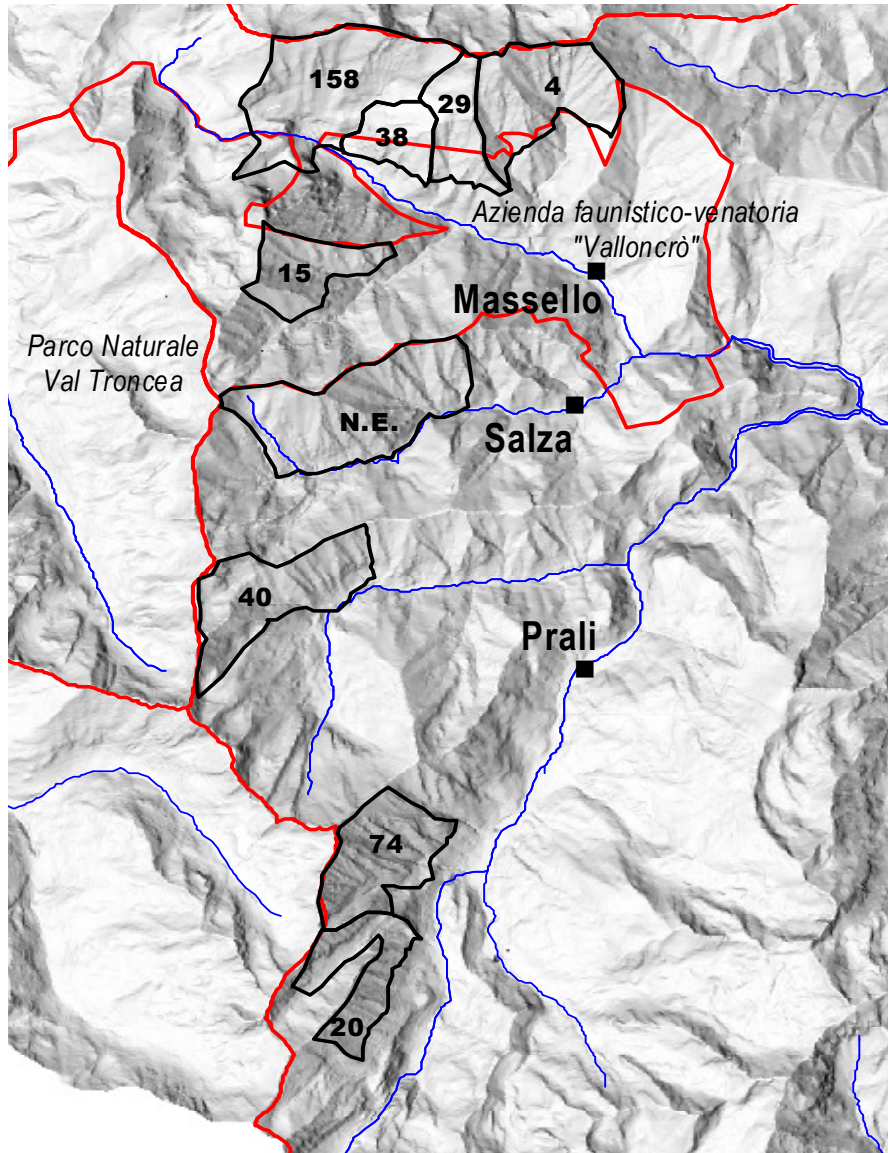 158
29
4
38
Azienda faunistico-venatoria
"Valloncrò"
15
Massello
Parco Naturale
Val Troncea
N.E.
Salza
40
Prali
74
20